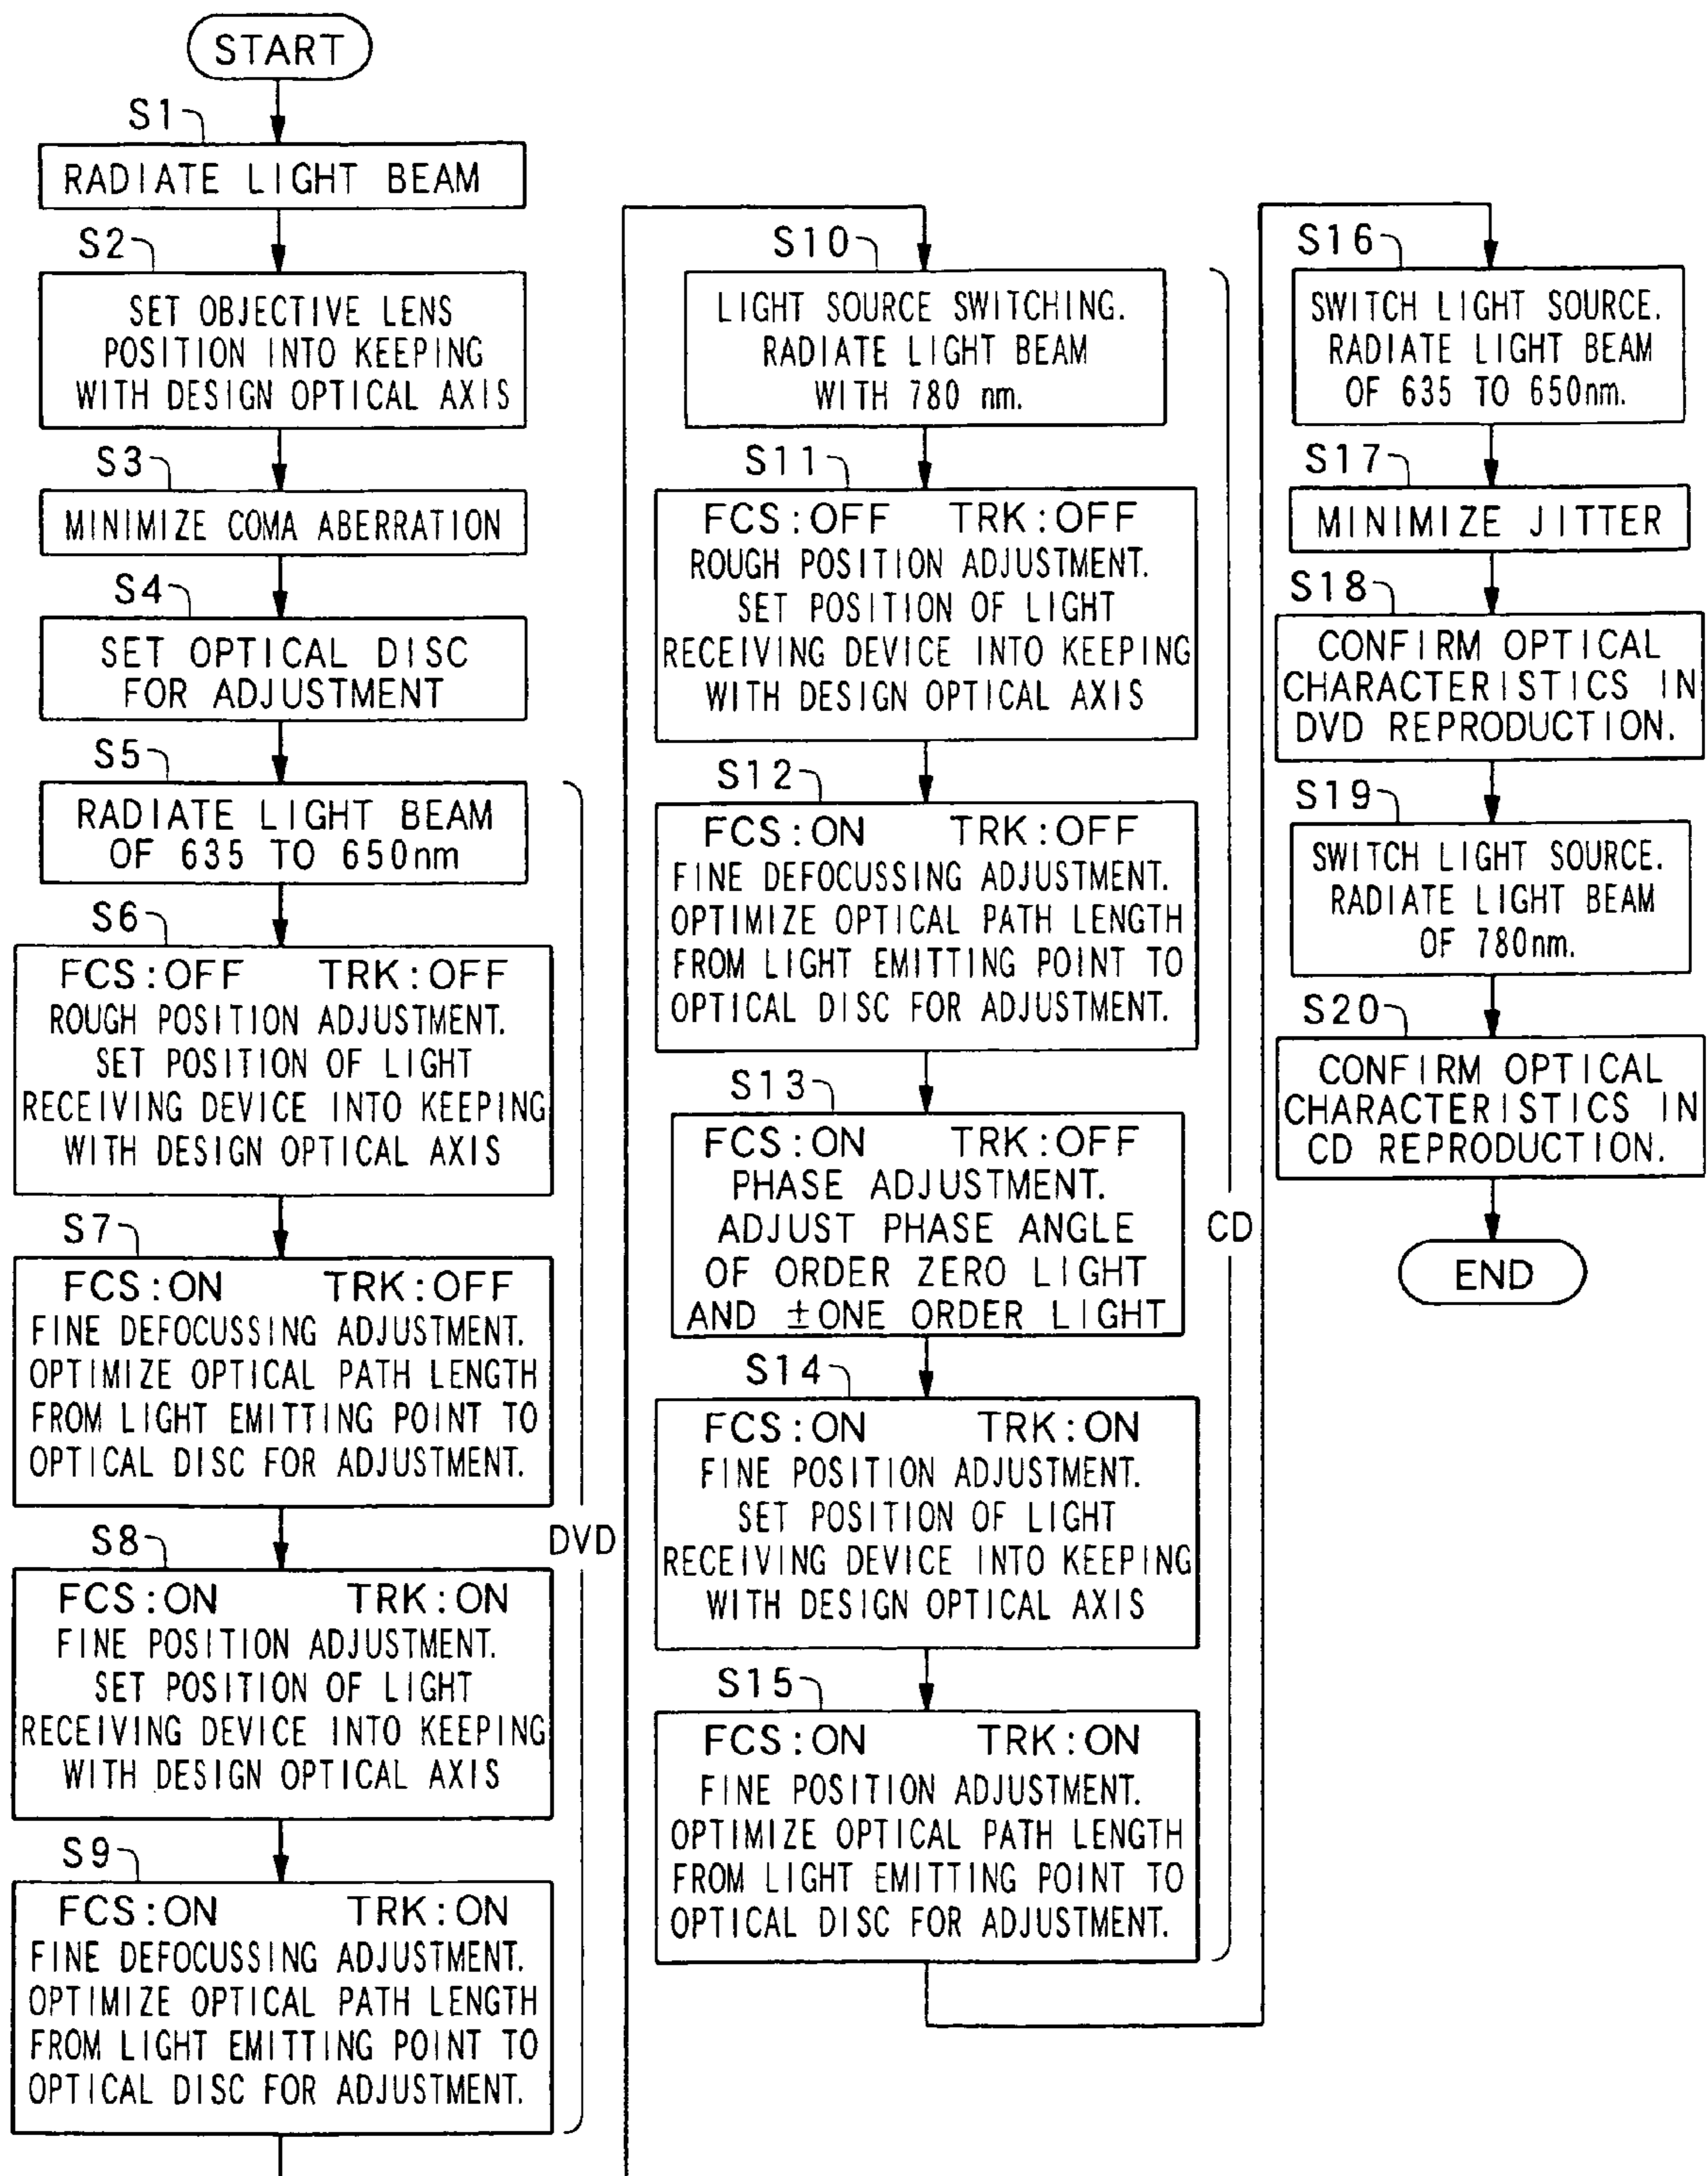 START
S1
RADIATE LIGHT BEAM
S2
SET OBJECTIVE LENS
POSITION INTO KEEPING
WITH DESIGN OPTICAL AXIS
S3
MINIMIZE COMA ABERRATION
S4
SET OPTICAL DISC
FOR ADJUSTMENT
S5
RADIATE LIGHT BEAM
OF 635 TO 650nm
S6
FCS:OFF TRK:OFF
ROUGH POSITION ADJUSTMENT.
SET POSITION OF LIGHT
RECEIVING DEVICE INTO KEEPING
WITH DESIGN OPTICAL AXIS
S7
FCS:ON TRK:OFF
FINE DEFOCUSSING ADJUSTMENT.
OPTIMIZE OPTICAL PATH LENGTH
FROM LIGHT EMITTING POINT TO
OPTICAL DISC FOR ADJUSTMENT.
S8
FCS:ON TRK:ON
FINE POSITION ADJUSTMENT.
SET POSITION OF LIGHT
RECEIVING DEVICE INTO KEEPING
WITH DESIGN OPTICAL AXIS
S9
FCS:ON TRK:ON
FINE DEFOCUSSING ADJUSTMENT.
OPTIMIZE OPTICAL PATH LENGTH
FROM LIGHT EMITTING POINT TO
OPTICAL DISC FOR ADJUSTMENT.
DVD
S10
LIGHT SOURCE SWITCHING.
RADIATE LIGHT BEAM
WITH 780 nm.
S11
FCS:OFF TRK:OFF
ROUGH POSITION ADJUSTMENT.
SET POSITION OF LIGHT
RECEIVING DEVICE INTO KEEPING
WITH DESIGN OPTICAL AXIS
S12
FCS:ON TRK:OFF
FINE DEFOCUSSING ADJUSTMENT.
OPTIMIZE OPTICAL PATH LENGTH
FROM LIGHT EMITTING POINT TO
OPTICAL DISC FOR ADJUSTMENT.
S13
FCS:ON TRK:OFF
PHASE ADJUSTMENT.
ADJUST PHASE ANGLE
OF ORDER ZERO LIGHT
AND ±ONE ORDER LIGHT
S14
FCS:ON TRK:ON
FINE POSITION ADJUSTMENT.
SET POSITION OF LIGHT
RECEIVING DEVICE INTO KEEPING
WITH DESIGN OPTICAL AXIS
S15
FCS:ON TRK:ON
FINE POSITION ADJUSTMENT.
OPTIMIZE OPTICAL PATH LENGTH
FROM LIGHT EMITTING POINT TO
OPTICAL DISC FOR ADJUSTMENT.
CD
S16
SWITCH LIGHT SOURCE.
RADIATE LIGHT BEAM
OF 635 TO 650nm.
S17
MINIMIZE JITTER
S18
CONFIRM OPTICAL
CHARACTERISTICS IN
DVD REPRODUCTION.
S19
SWITCH LIGHT SOURCE.
RADIATE LIGHT BEAM
OF 780nm.
S20
CONFIRM OPTICAL
CHARACTERISTICS IN
CD REPRODUCTION.
END